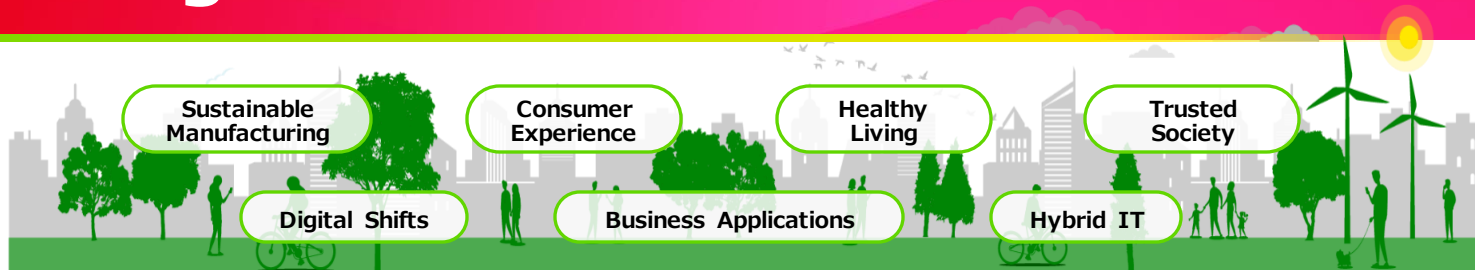 Sustainable
Manufacturing
Consumer
Experience
Healthy
Living
Trusted
Society
Digital Shifts
Business Applications
Hybrid IT